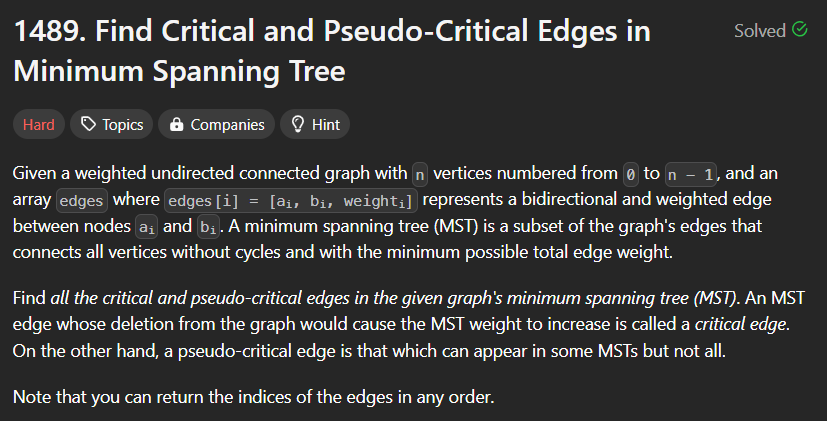 1489. Find Critical and Pseudo-Critical Edges in
Solved
Minimum Spanning Tree
Hard Topics Companies Hint
Given a weighted undirected connected graph with n vertices numbered from 0 to n - 1, and an
array edges where edges[i] = [aᵢ, bᵢ, weightᵢ] represents a bidirectional and weighted edge
between nodes aᵢ and bᵢ. A minimum spanning tree (MST) is a subset of the graph's edges that
connects all vertices without cycles and with the minimum possible total edge weight.
Find all the critical and pseudo-critical edges in the given graph's minimum spanning tree (MST). An MST
edge whose deletion from the graph would cause the MST weight to increase is called a critical edge.
On the other hand, a pseudo-critical edge is that which can appear in some MSTs but not all.
Note that you can return the indices of the edges in any order.